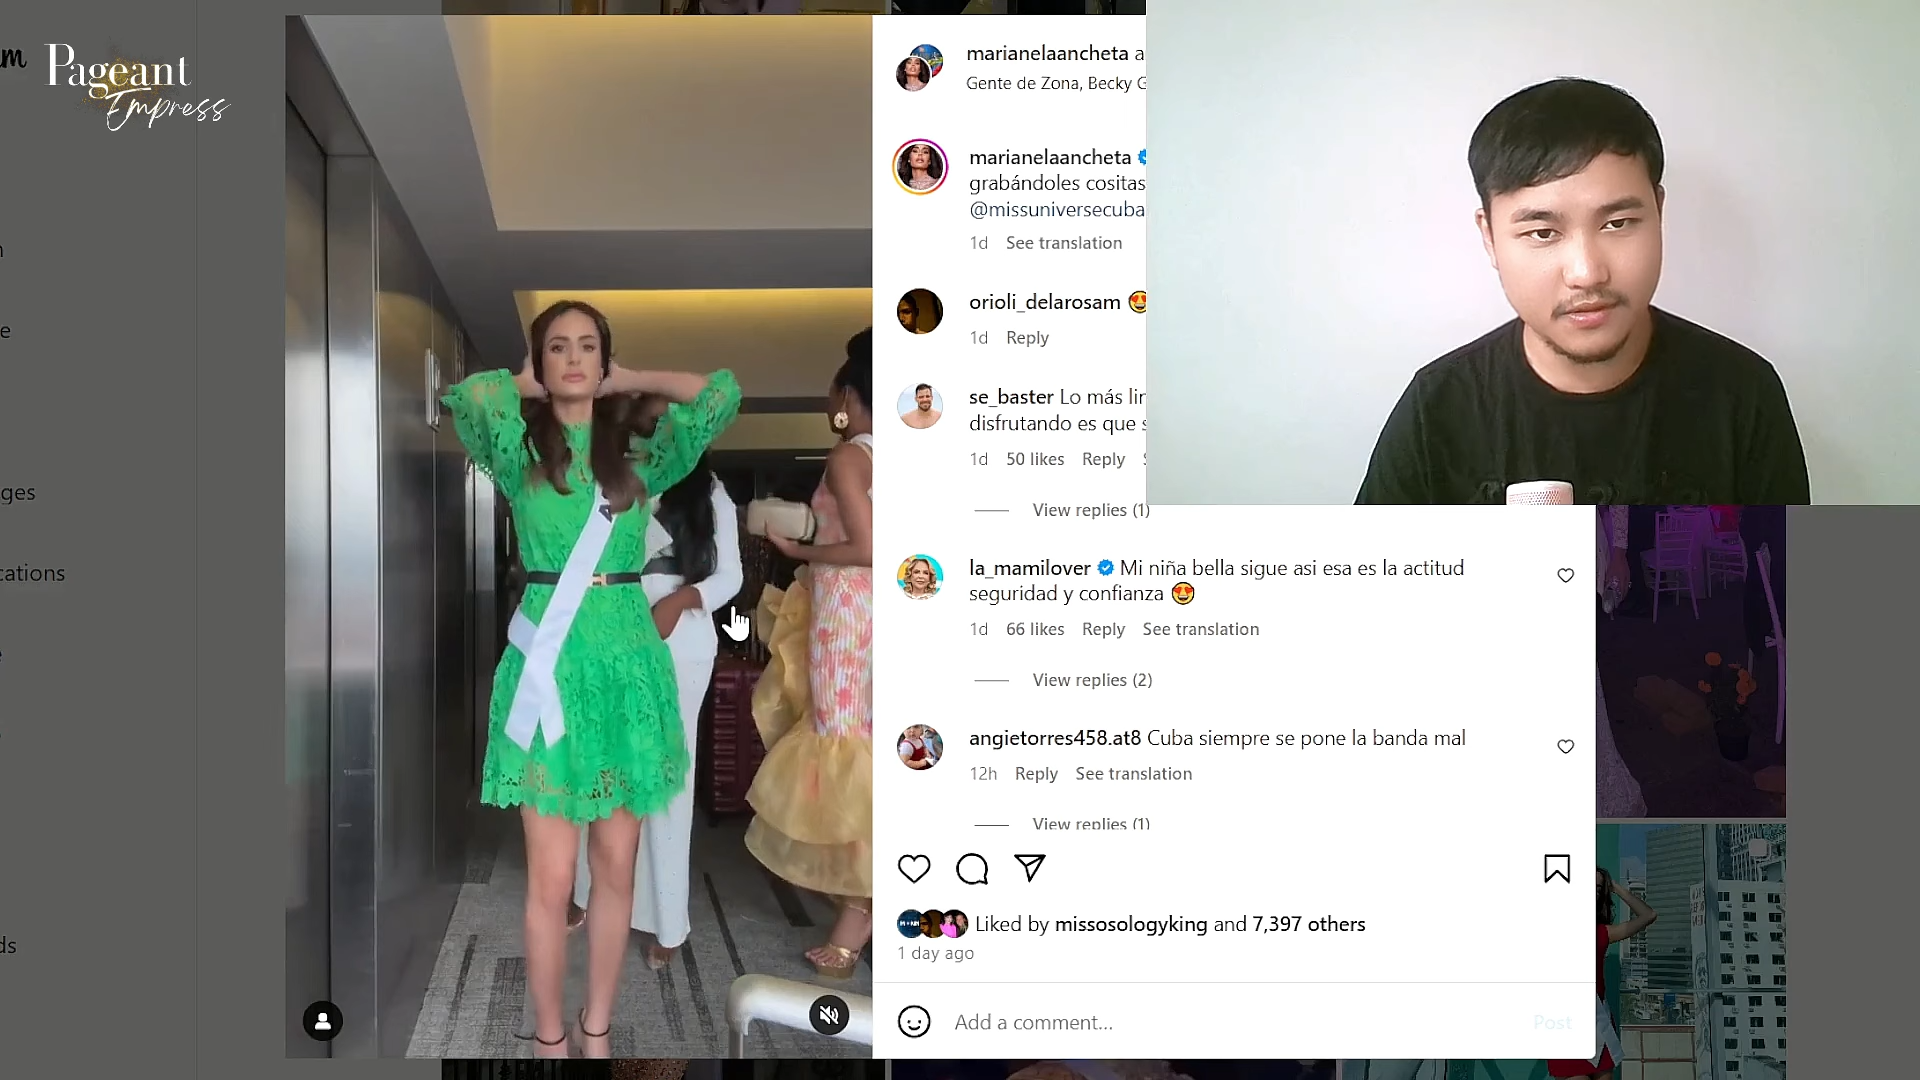 m
Pageant
Empress
n
e
ges
cations
ds
marianelaancheta a
Gente de Zona, Becky G
marianelaancheta
grabándoles cositas
@missuniversecuba
1d See translation
orioli_delarosam 😍
1d Reply
se_baster Lo más lin
disfrutando es que s
1d 50 likes Reply S
View replies (1)
la_mamilover Mi niña bella sigue asi esa es la actitud
seguridad y confianza 😍
1d 66 likes Reply See translation
View replies (2)
angietorres458.at8 Cuba siempre se pone la banda mal
12h Reply See translation
View replies (1)
Liked by missosologyking and 7,397 others
1 day ago
Add a comment...
Post